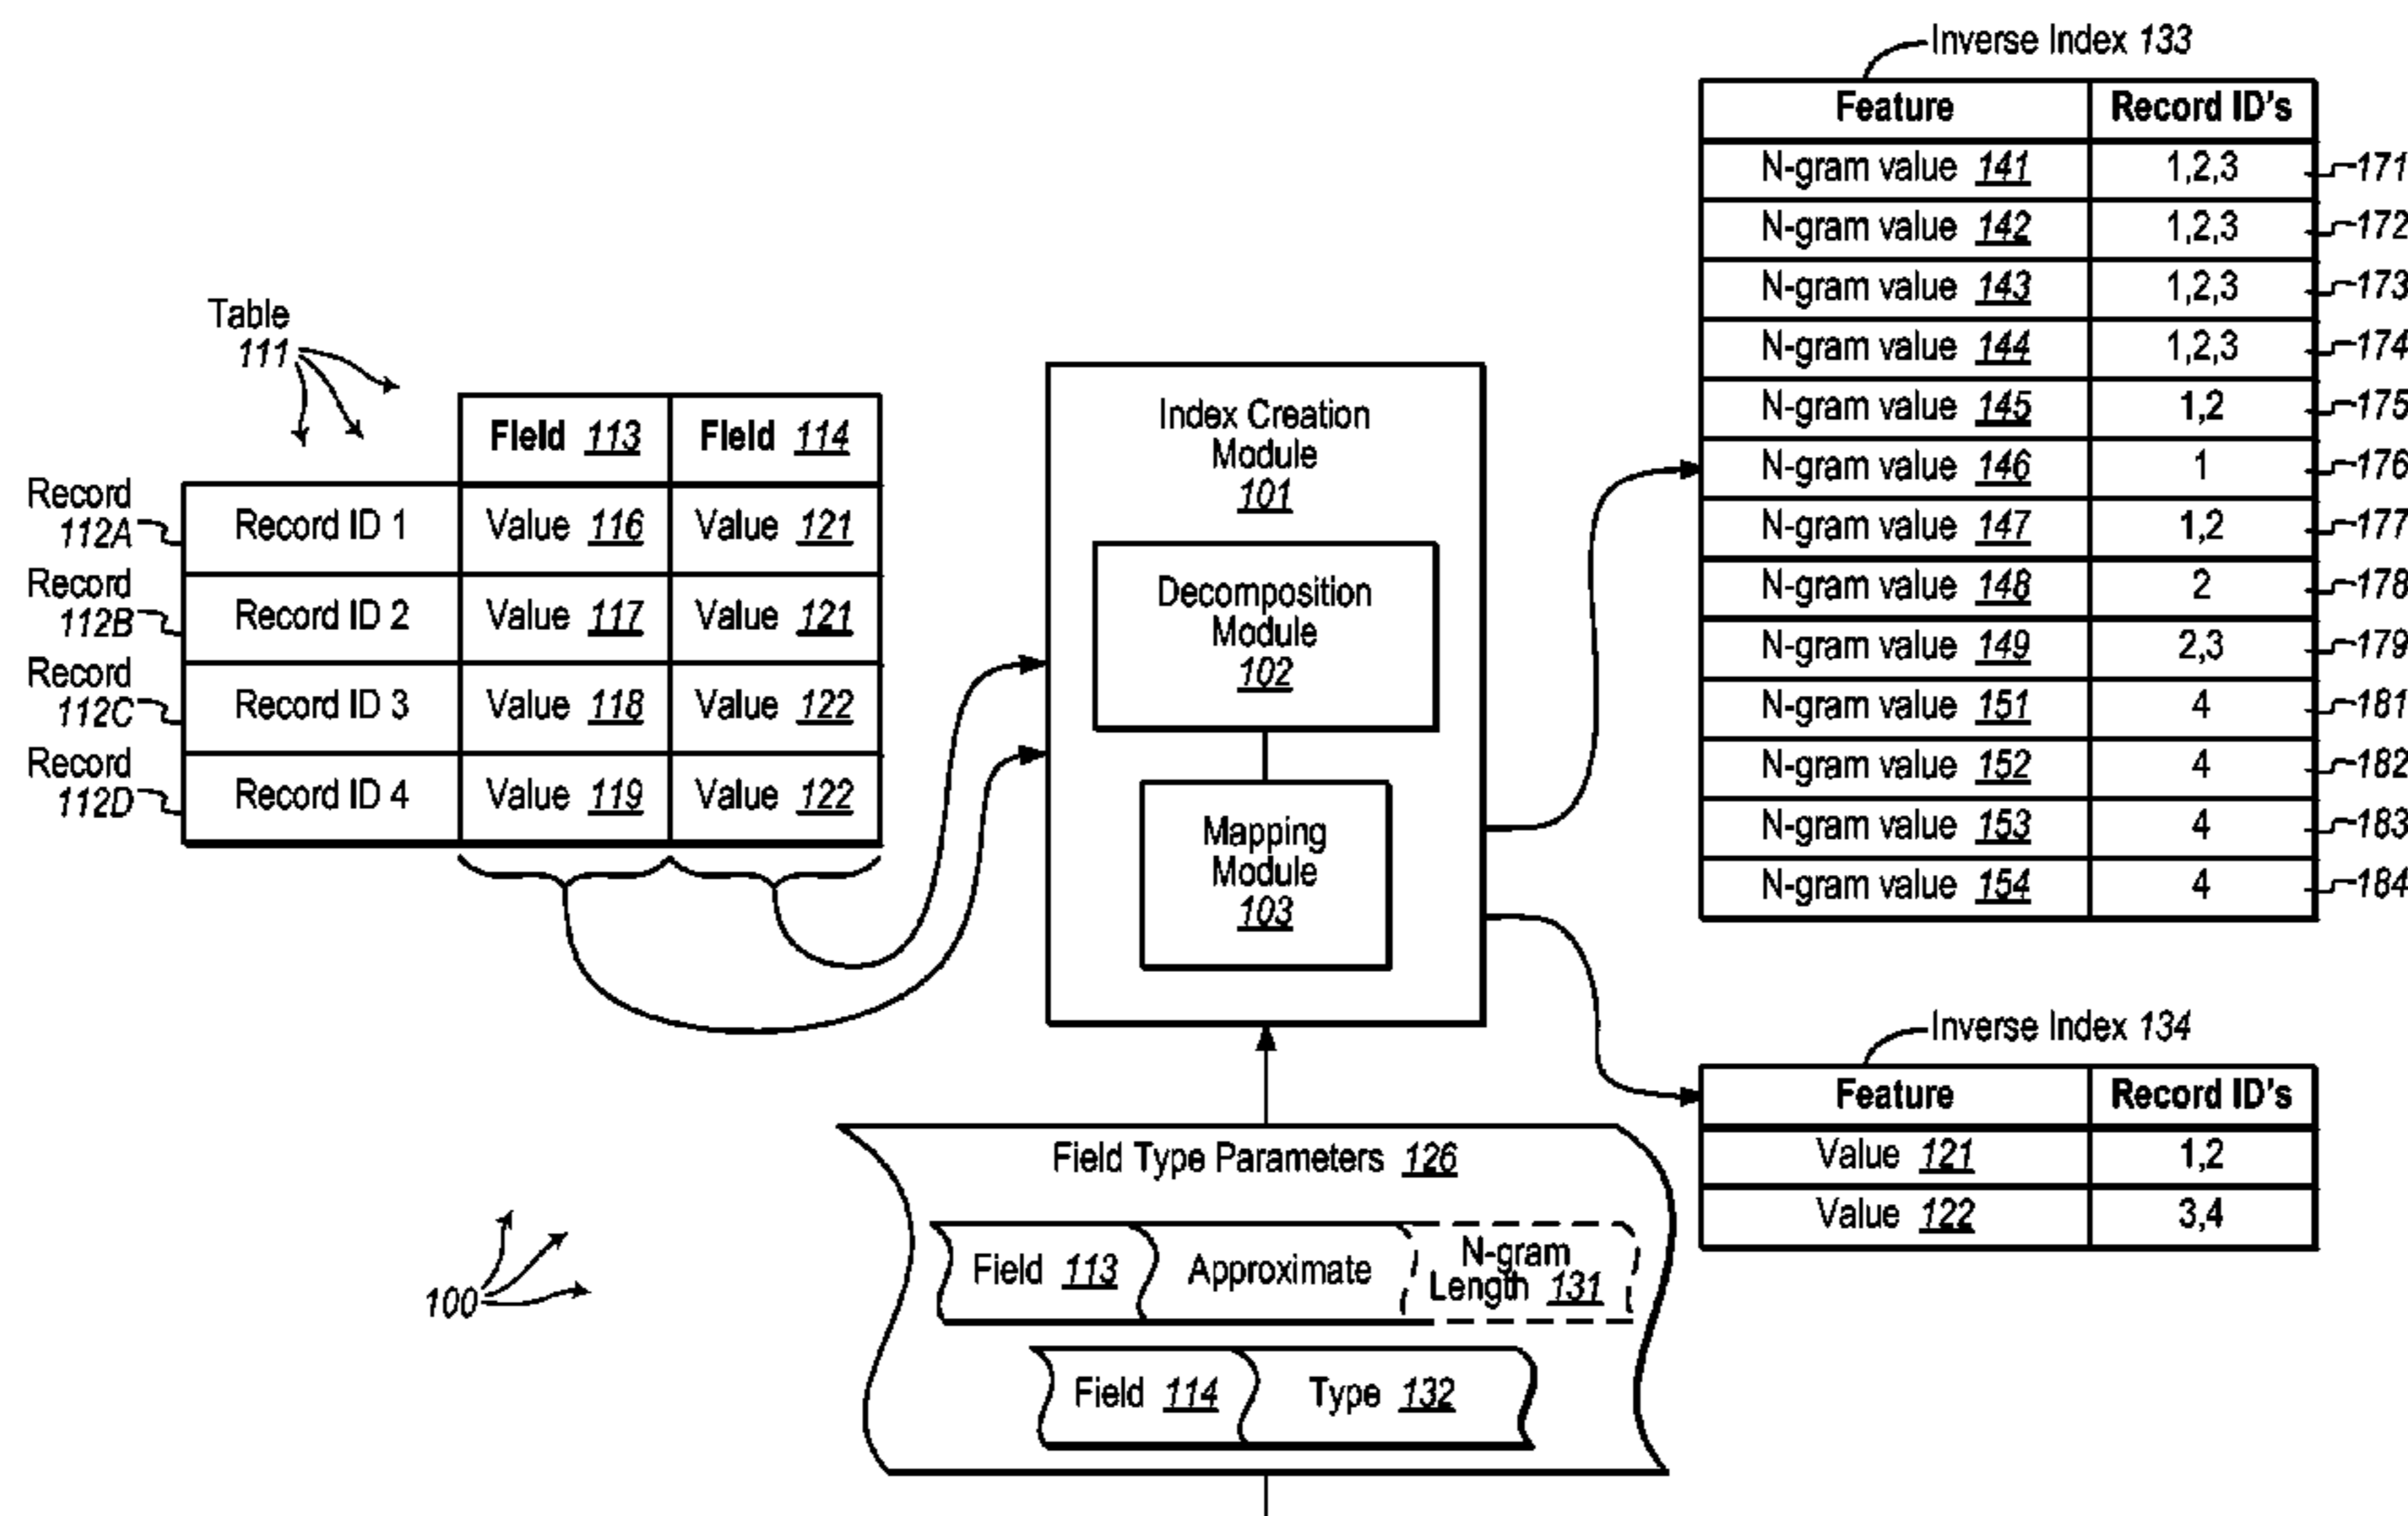 Inverse Index 133
Feature Record ID's
N-gram value 141 1,2,3 171
N-gram value 142 1,2,3 172
N-gram value 143 1,2,3 173
N-gram value 144 1,2,3 174
N-gram value 145 1,2 175
N-gram value 146 1 176
N-gram value 147 1,2 177
N-gram value 148 2 178
N-gram value 149 2,3 179
N-gram value 151 4 181
N-gram value 152 4 182
N-gram value 153 4 183
N-gram value 154 4 184
Table
111
Field 113 Field 114
Record
112A
Record ID 1 Value 116 Value 121
Record
112B
Record ID 2 Value 117 Value 121
Record
112C
Record ID 3 Value 118 Value 122
Record
112D
Record ID 4 Value 119 Value 122
Index Creation
Module
101
Decomposition
Module
102
Mapping
Module
103
Inverse Index 134
Feature Record ID's
Value 121 1,2
Value 122 3,4
Field Type Parameters 126
Field 113 Approximate
N-gram
Length 131
Field 114 Type 132
100